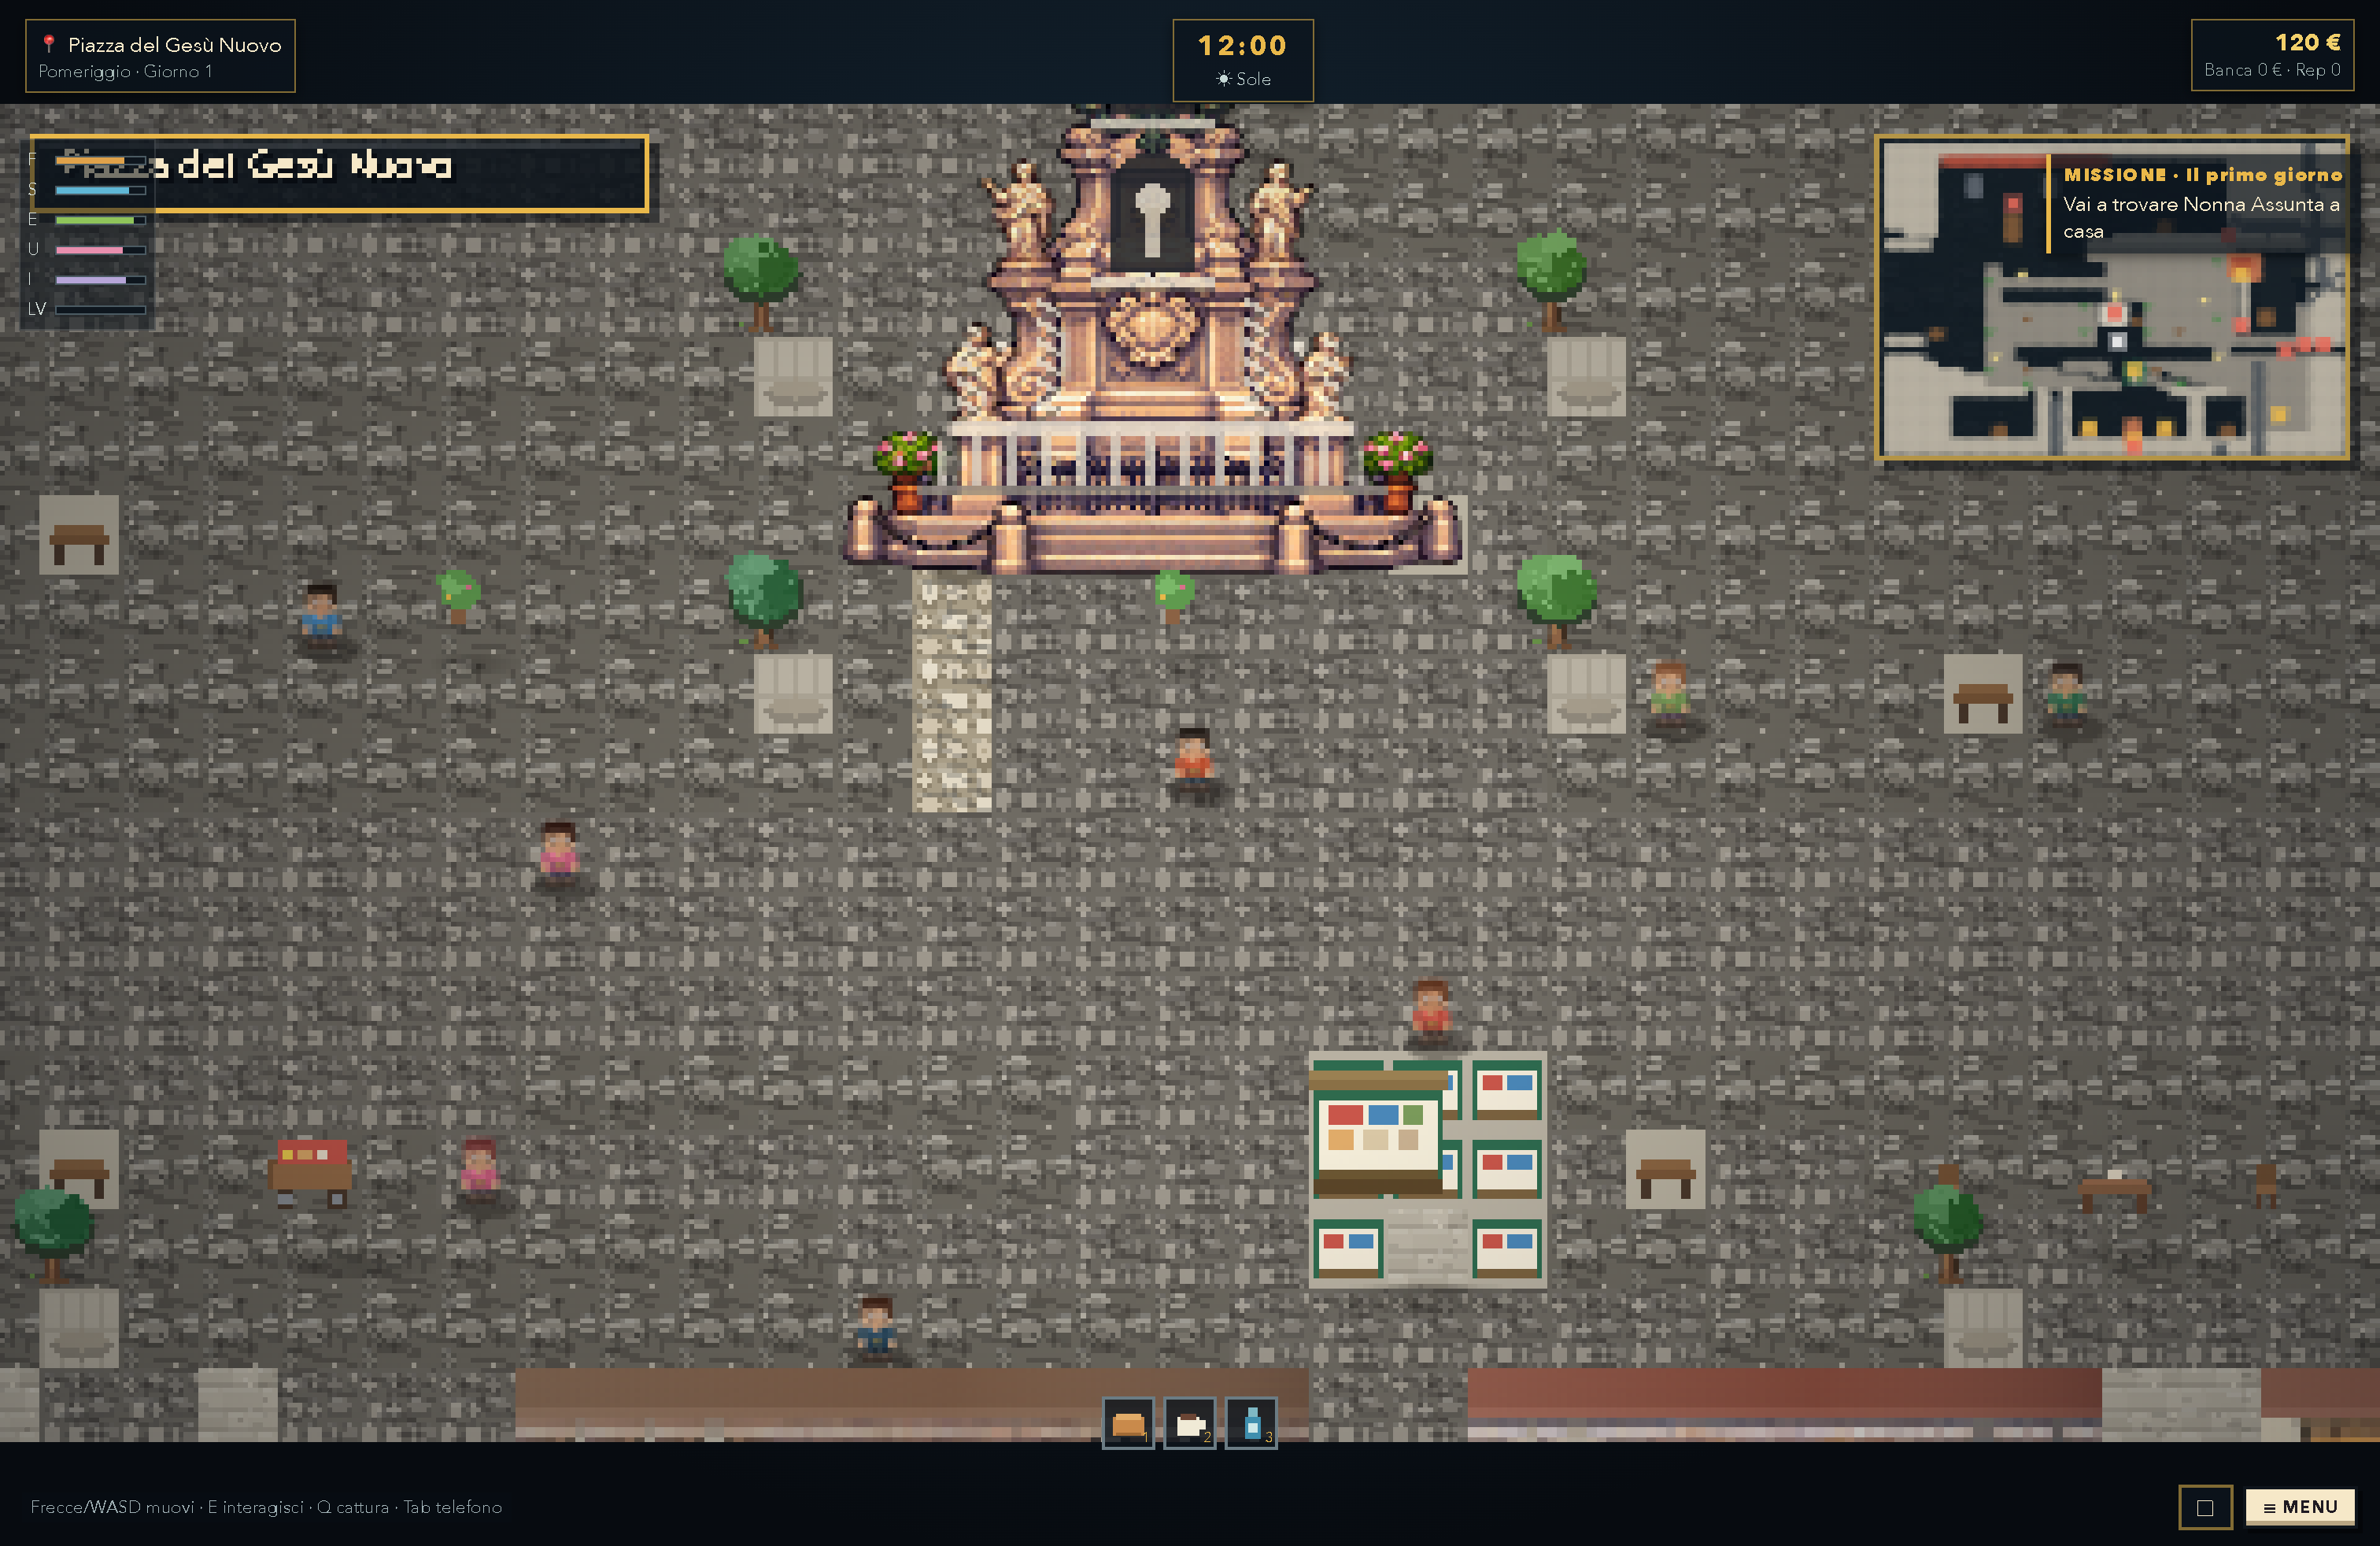 📍 Piazza del Gesù Nuovo
Pomeriggio · Giorno 1
12:00
☀ Sole
120 €
Banca 0 € · Rep 0
del Gesù Nuovo
F
S
E
U
I
LV
MISSIONE · Il primo giorno
Vai a trovare Nonna Assunta a
casa
1
2
3
Frecce/WASD muovi · E interagisci · Q cattura · Tab telefono
≡ MENU